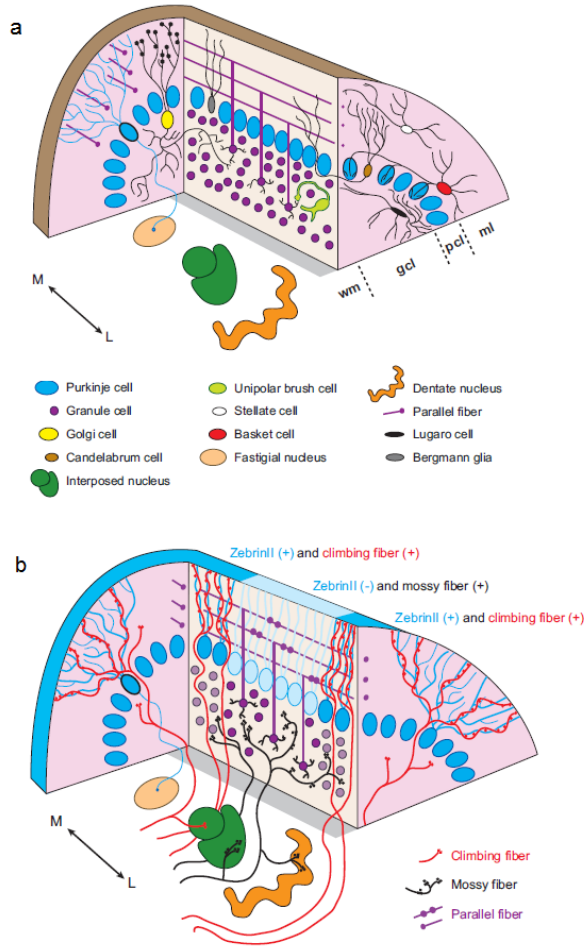 a
M
L
wm
gcl
pcl
ml
Purkinje cell
Granule cell
Golgi cell
Candelabrum cell
Interposed nucleus
Unipolar brush cell
Stellate cell
Basket cell
Fastigial nucleus
Dentate nucleus
Parallel fiber
Lugaro cell
Bergmann glia
b
ZebrinII (+) and climbing fiber (+)
ZebrinII (-) and mossy fiber (+)
ZebrinII (+) and climbing fiber (+)
M
L
Climbing fiber
Mossy fiber
Parallel fiber